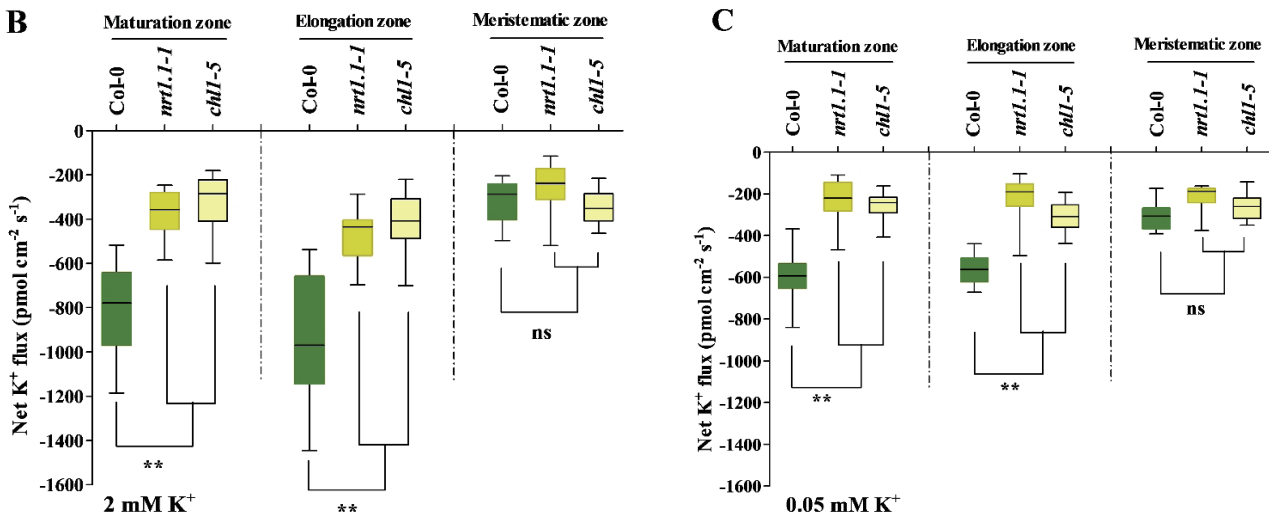 B
Maturation zone
Elongation zone
Meristematic zone
Col-0
nrt1.1-1
chl1-5
Col-0
nrt1.1-1
chl1-5
Col-0
nrt1.1-1
chl1-5
Net K⁺ flux (pmol cm⁻² s⁻¹)
0
-200
-400
-600
-800
-1000
-1200
-1400
-1600
**
**
ns
2 mM K⁺
C
Maturation zone
Elongation zone
Meristematic zone
Col-0
nrt1.1-1
chl1-5
Col-0
nrt1.1-1
chl1-5
Col-0
nrt1.1-1
chl1-5
Net K⁺ flux (pmol cm⁻² s⁻¹)
0
-200
-400
-600
-800
-1000
-1200
-1400
-1600
**
**
ns
0.05 mM K⁺